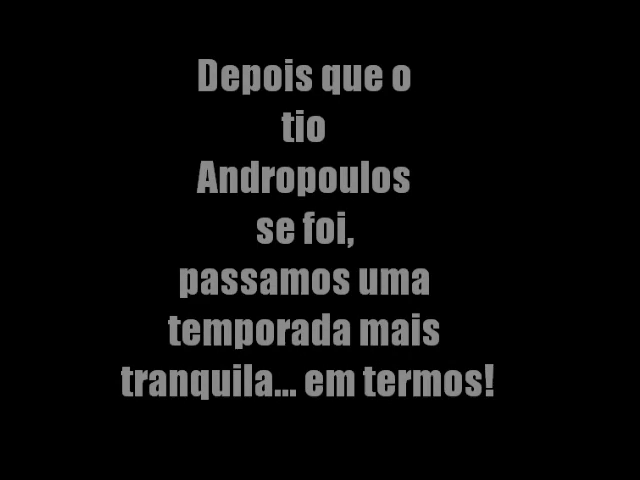 Depois que o
tio
Andropoulos
se foi,
passamos uma
temporada mais
tranquila... em termos!